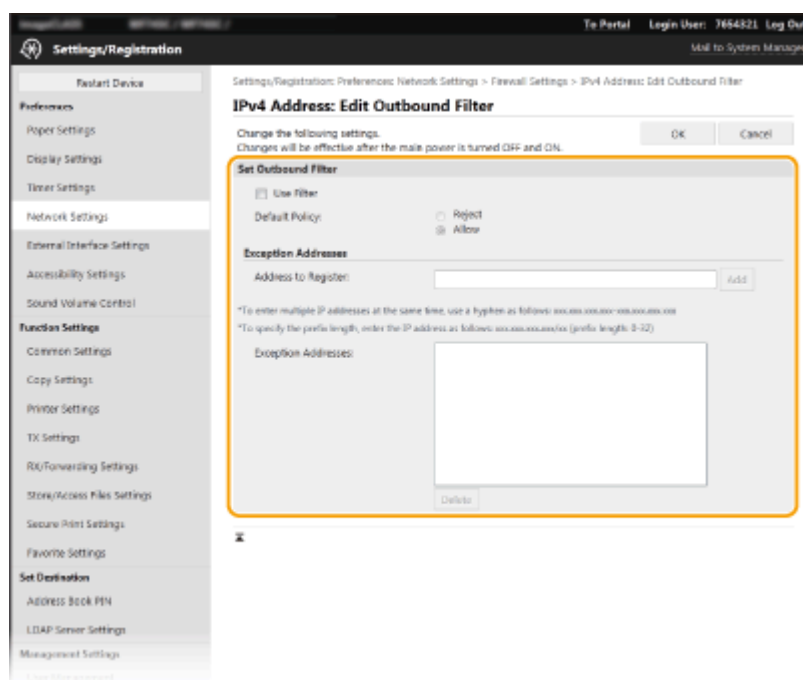 To Portal Login User: 7654321 Log Ou
Settings/Registration
Mail to System Manage
Restart Device
Preferences
Paper Settings
Display Settings
Timer Settings
Network Settings
External Interface Settings
Accessibility Settings
Sound Volume Control
Function Settings
Common Settings
Copy Settings
Printer Settings
TX Settings
RX/Forwarding Settings
Store/Access Files Settings
Secure Print Settings
Favorite Settings
Set Destination
Address Book PIN
LDAP Server Settings
Management Settings
Settings/Registration: Preferences: Network Settings > Firewall Settings > IPv4 Address: Edit Outbound Filter
IPv4 Address: Edit Outbound Filter
Change the following settings.
Changes will be effective after the main power is turned OFF and ON.
OK Cancel
Set Outbound Filter
Use Filter
Default Policy: Reject
Allow
Exception Addresses
Address to Register: Add
*To enter multiple IP addresses at the same time, use a hyphen as follows: xxx.xxx.xxx.xxx-xxx.xxx.xxx.xxx
*To specify the prefix length, enter the IP address as follows: xxx.xxx.xxx.xxx/xx (prefix length: 0-32)
Exception Addresses:
Delete